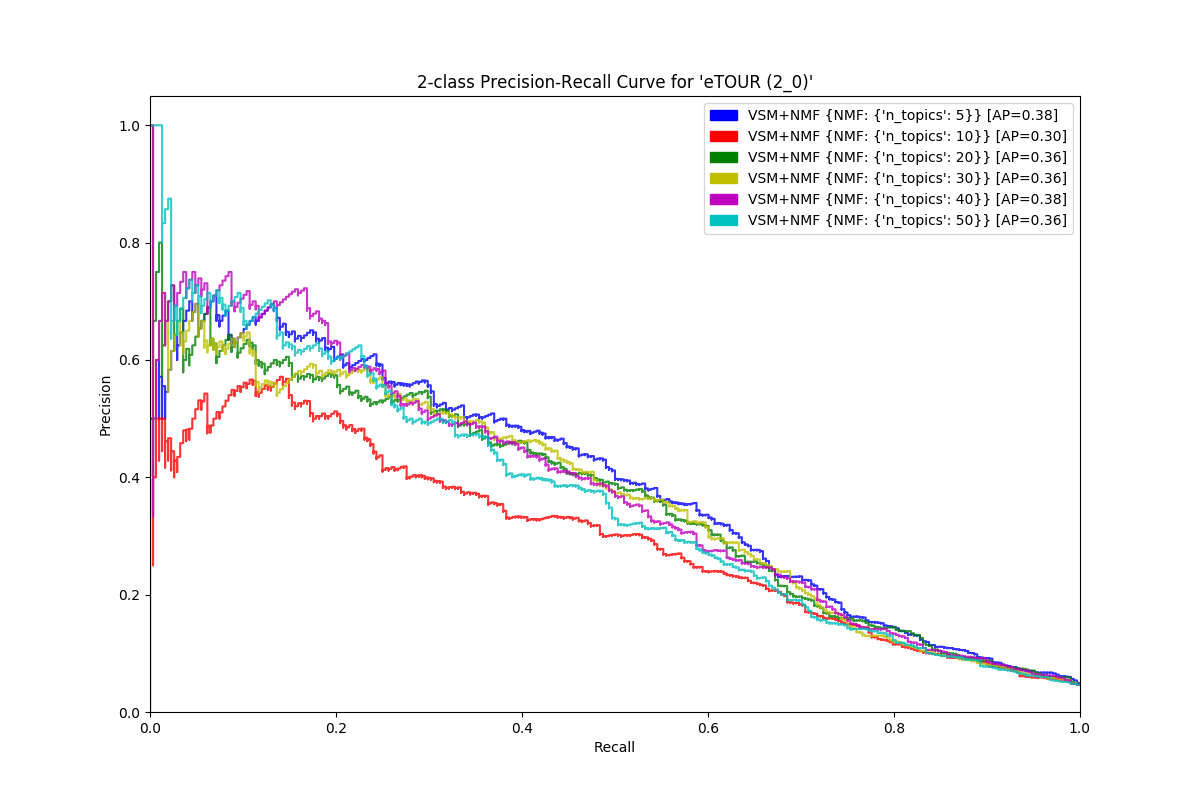 2-class Precision-Recall Curve for 'eTOUR (2_0)'
VSM+NMF {NMF: {'n_topics': 5}} [AP=0.38]
VSM+NMF {NMF: {'n_topics': 10}} [AP=0.30]
VSM+NMF {NMF: {'n_topics': 20}} [AP=0.36]
VSM+NMF {NMF: {'n_topics': 30}} [AP=0.36]
VSM+NMF {NMF: {'n_topics': 40}} [AP=0.38]
VSM+NMF {NMF: {'n_topics': 50}} [AP=0.36]
1.0
0.8
0.6
0.4
0.2
0.0
Precision
0.0 0.2 0.4 0.6 0.8 1.0
Recall